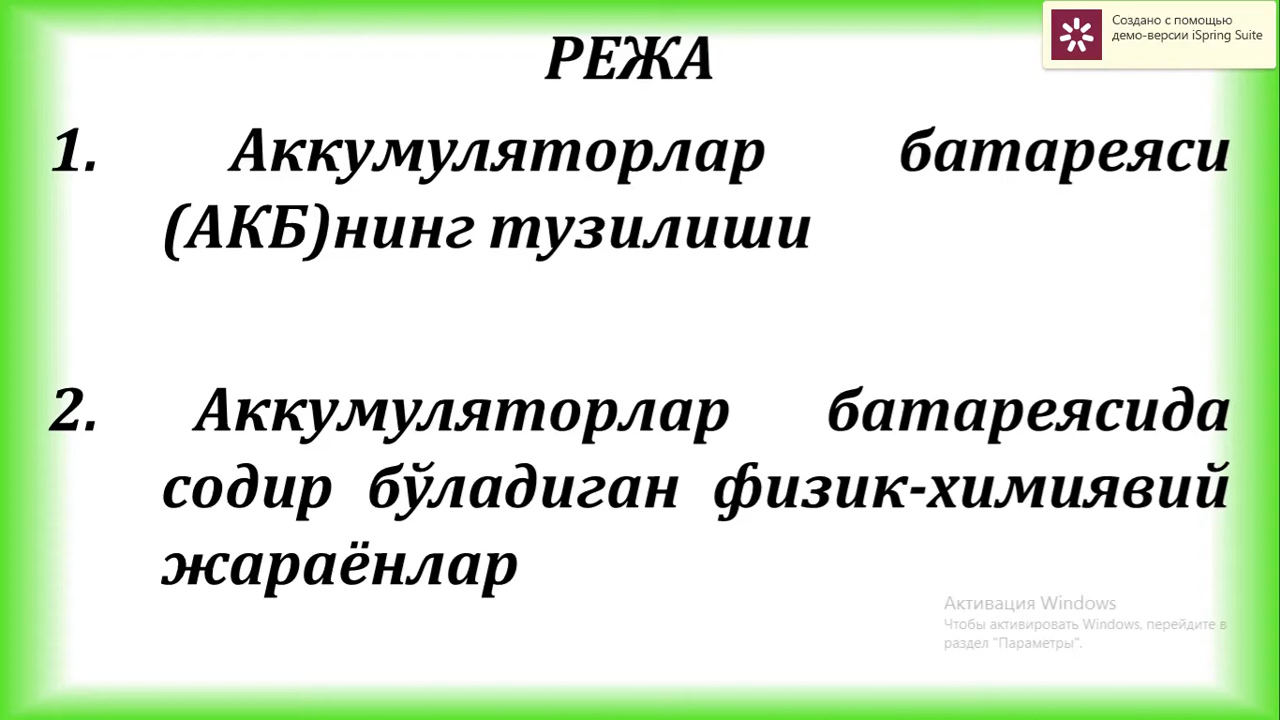 Создано с помощью
демо-версии iSpring Suite
РЕЖА
1. Аккумуляторлар батареяси
(АКБ)нинг тузилиши
2. Аккумуляторлар батареясида
содир бўладиган физик-химиявий
жараёнлар
Активация Windows
Чтобы активировать Windows, перейдите в
раздел "Параметры".